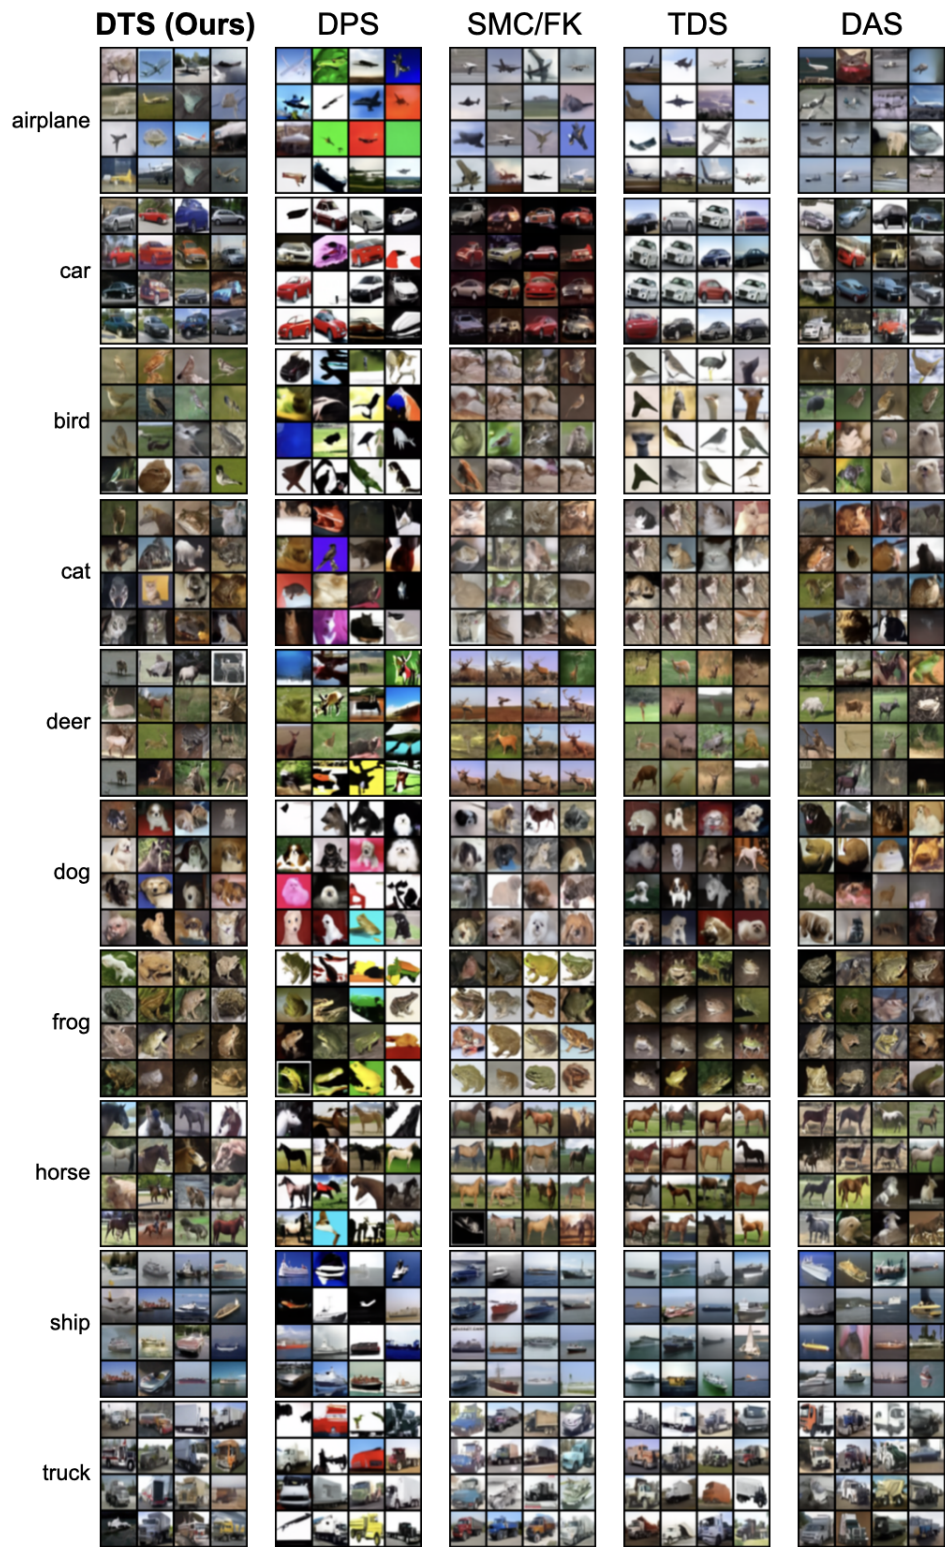 DTS (Ours) DPS SMC/FK TDS DAS
airplane
car
bird
cat
deer
dog
frog
horse
ship
truck